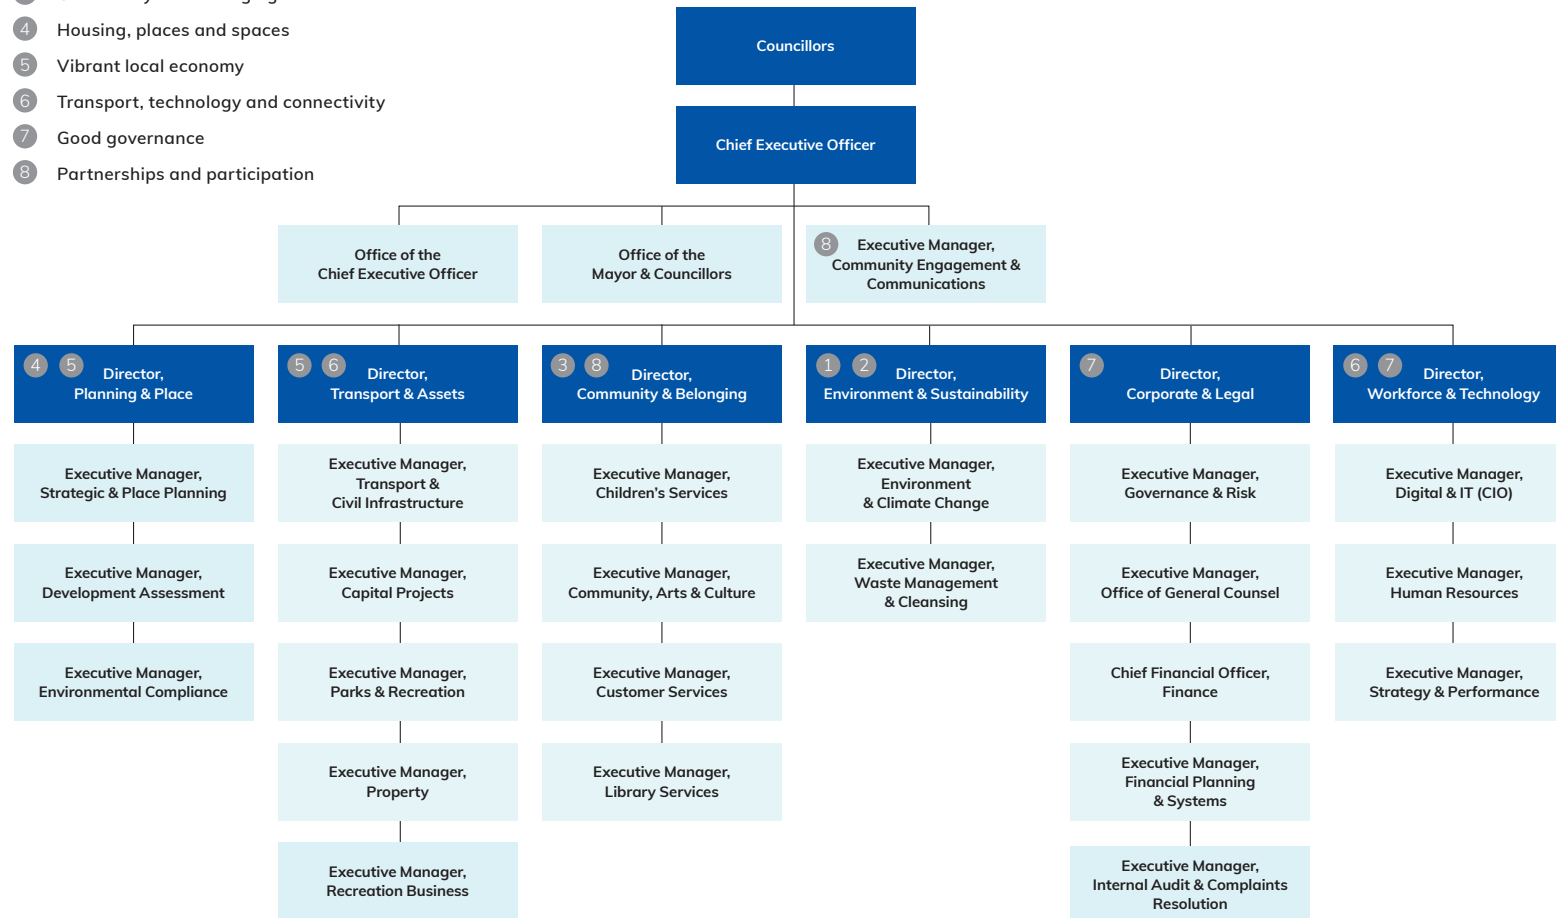 4 Housing, places and spaces
5 Vibrant local economy
6 Transport, technology and connectivity
7 Good governance
8 Partnerships and participation
Councillors
Chief Executive Officer
Office of the
Chief Executive Officer
Office of the
Mayor & Councillors
8 Executive Manager,
Community Engagement &
Communications
4 5 Director,
Planning & Place
Executive Manager,
Strategic & Place Planning
Executive Manager,
Development Assessment
Executive Manager,
Environmental Compliance
5 6 Director,
Transport & Assets
Executive Manager,
Transport &
Civil Infrastructure
Executive Manager,
Capital Projects
Executive Manager,
Parks & Recreation
Executive Manager,
Property
Executive Manager,
Recreation Business
3 8 Director,
Community & Belonging
Executive Manager,
Children's Services
Executive Manager,
Community, Arts & Culture
Executive Manager,
Customer Services
Executive Manager,
Library Services
1 2 Director,
Environment & Sustainability
Executive Manager,
Environment
& Climate Change
Executive Manager,
Waste Management
& Cleansing
7 Director,
Corporate & Legal
Executive Manager,
Governance & Risk
Executive Manager,
Office of General Counsel
Chief Financial Officer,
Finance
Executive Manager,
Financial Planning
& Systems
Executive Manager,
Internal Audit & Complaints
Resolution
6 7 Director,
Workforce & Technology
Executive Manager,
Digital & IT (CIO)
Executive Manager,
Human Resources
Executive Manager,
Strategy & Performance